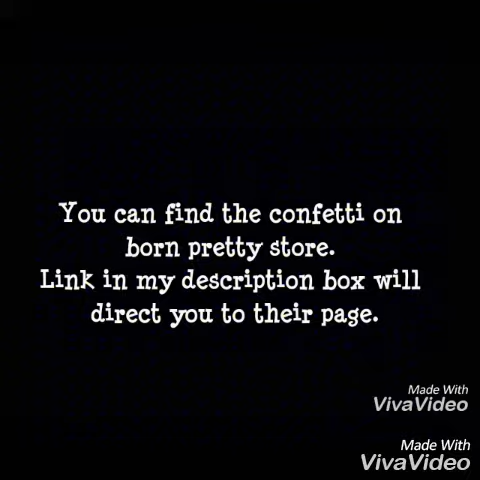 You can find the confetti on
born pretty store.
Link in my description box will
direct you to their page.
Made With
VivaVideo
Made With
VivaVideo